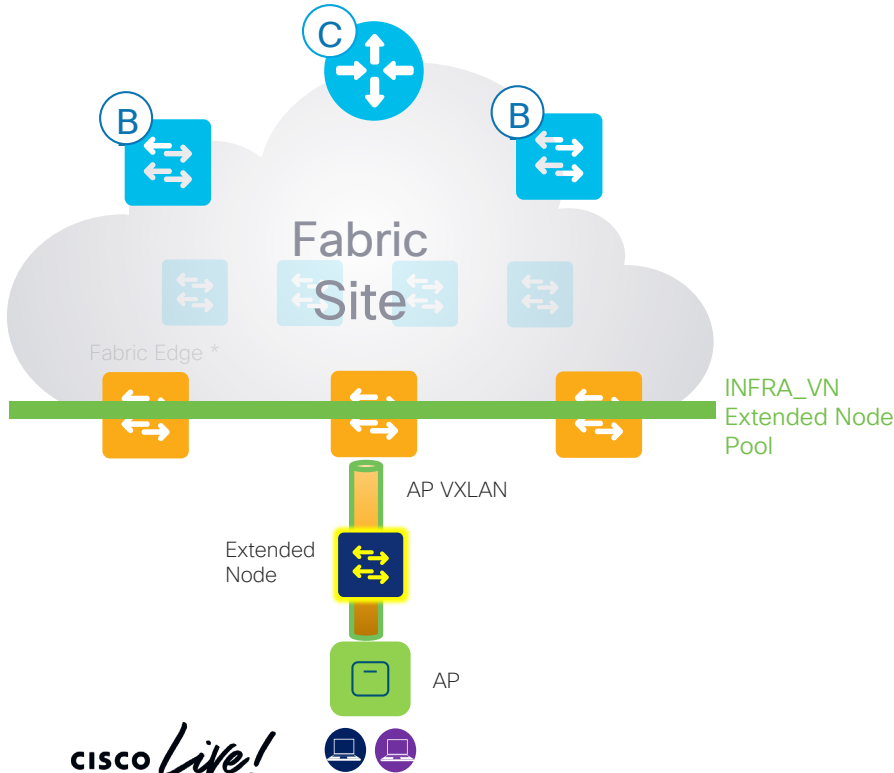 C
B
B
Fabric
Site
Fabric Edge *
INFRA_VN
Extended Node
Pool
AP VXLAN
Extended
Node
AP
CISCO Live!